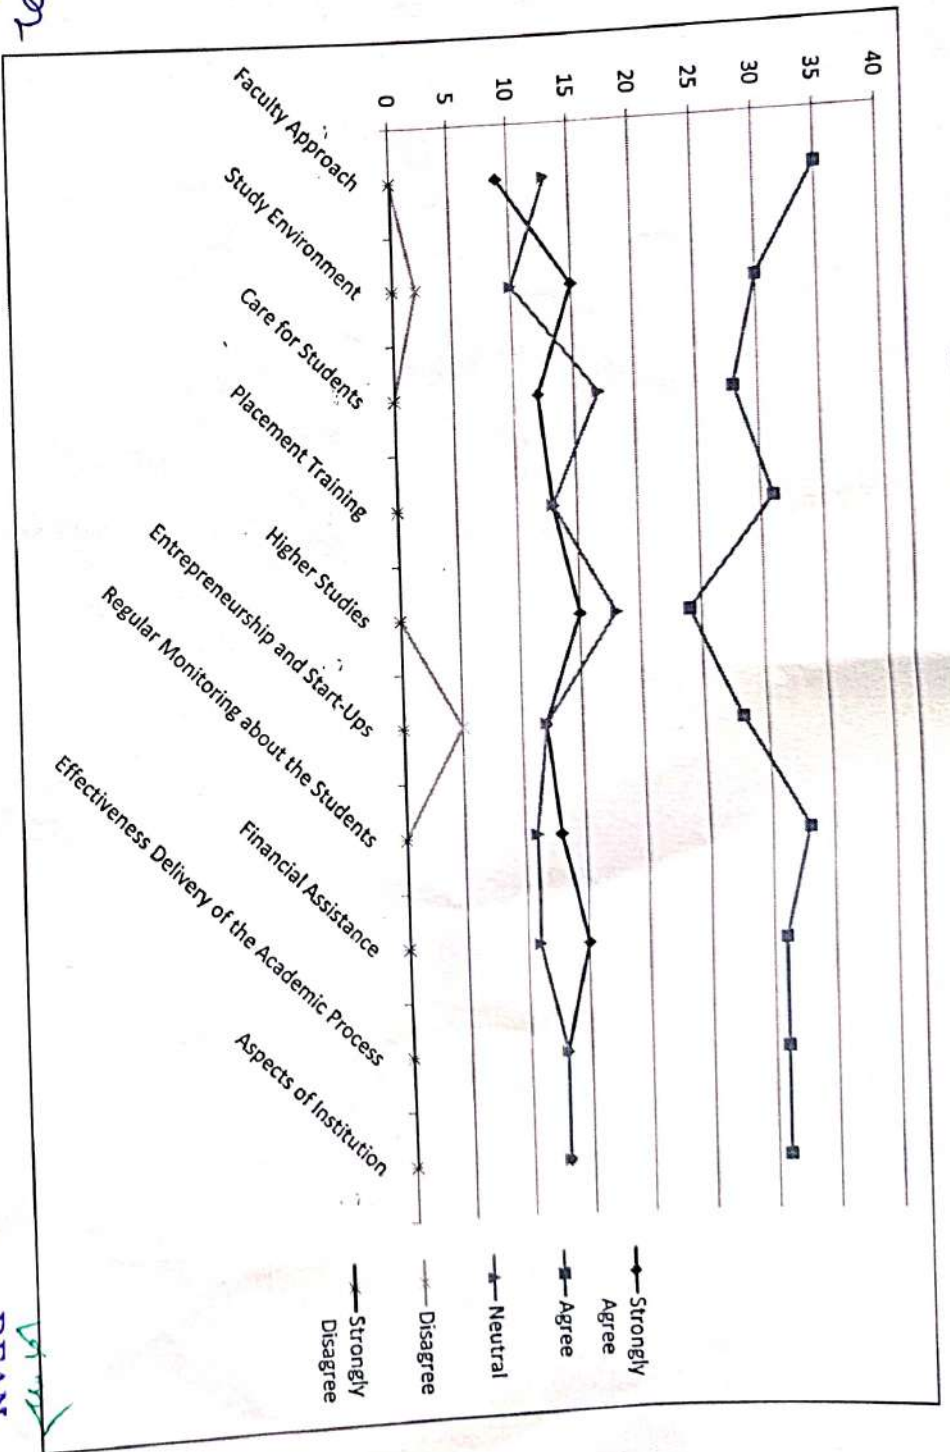 40
35
30
25
20
15
10
5
0
Faculty Approach
Study Environment
Care for Students
Placement Training
Higher Studies
Entrepreneurship and Start-Ups
Regular Monitoring about the Students
Financial Assistance
Effectiveness Delivery of the Academic Process
Aspects of Institution
Strongly
Agree
Agree
Neutral
Disagree
Strongly
Disagree
DEAN